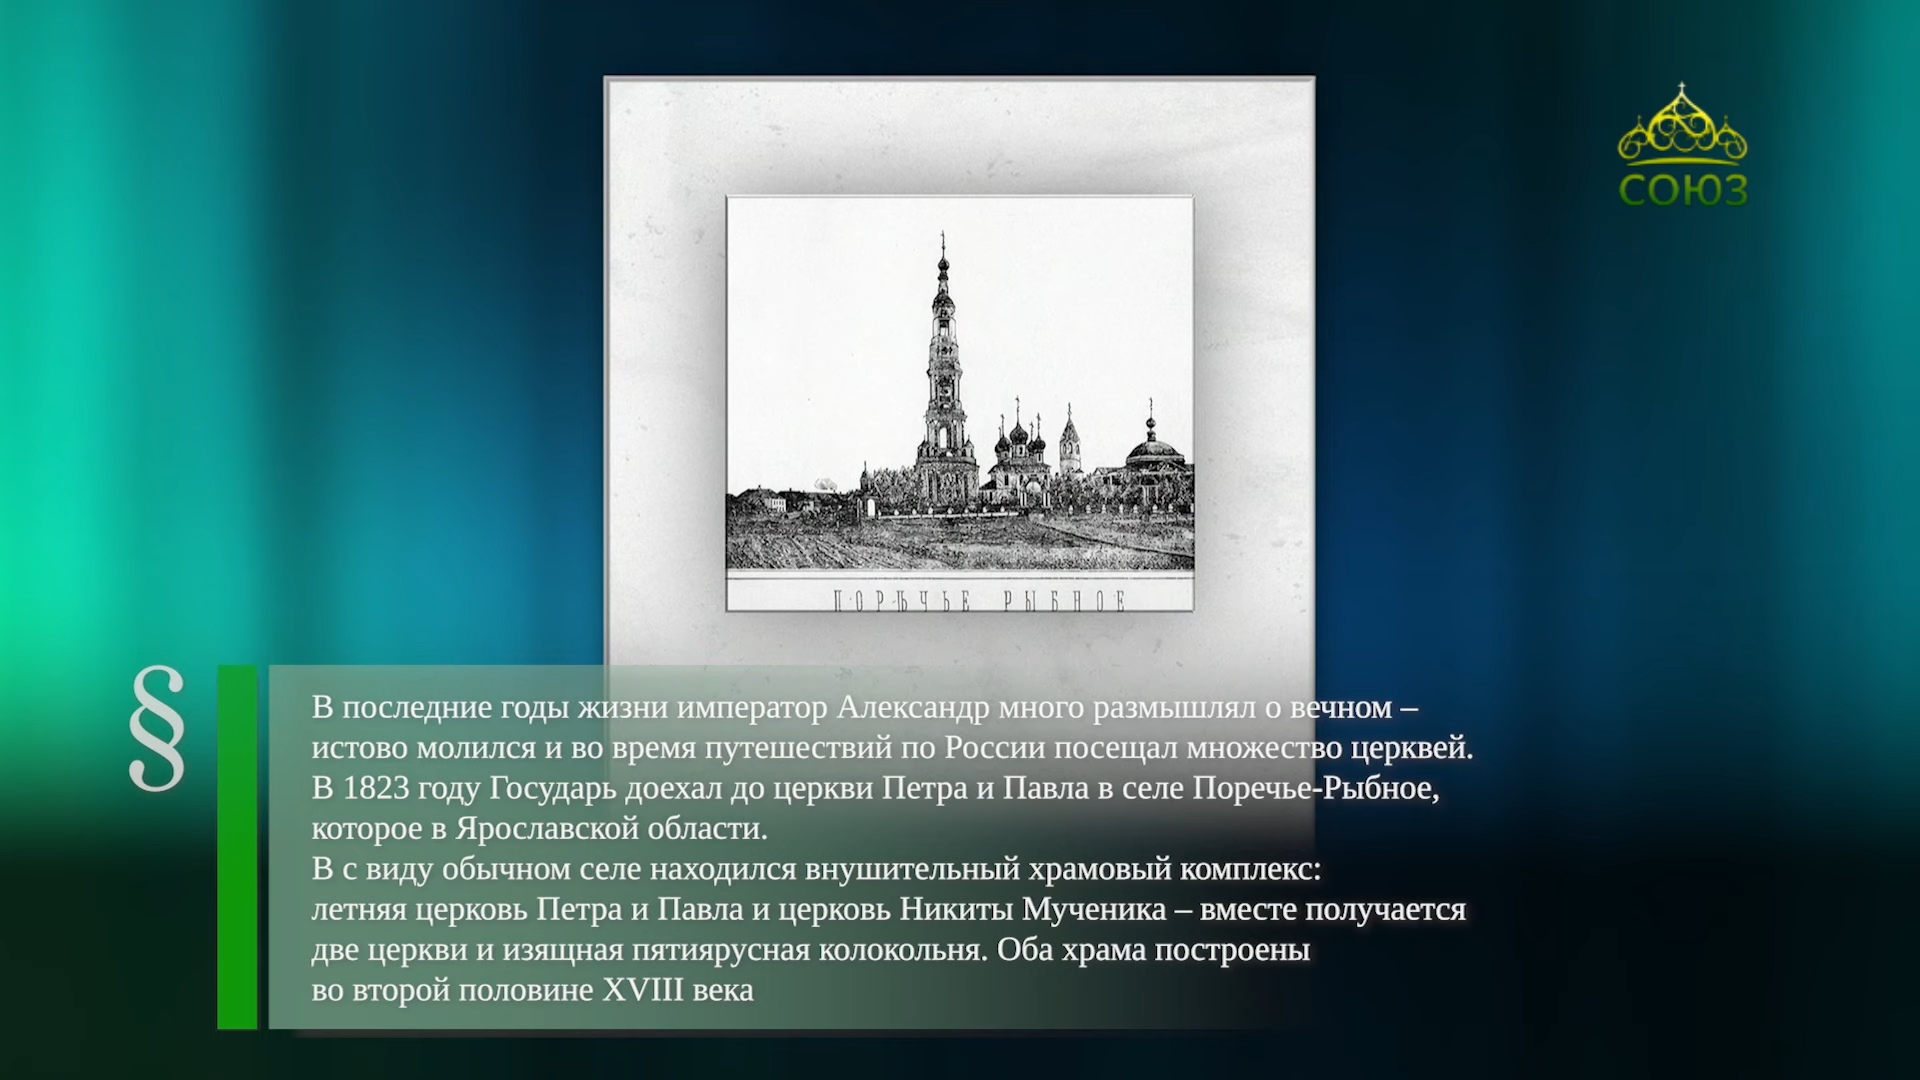 СОЮЗ
ПОРѢЧЬЕ РЫБНОЕ
§
В последние годы жизни император Александр много размышлял о вечном –
истово молился и во время путешествий по России посещал множество церквей.
В 1823 году Государь доехал до церкви Петра и Павла в селе Поречье-Рыбное,
которое в Ярославской области.
В с виду обычном селе находился внушительный храмовый комплекс:
летняя церковь Петра и Павла и церковь Никиты Мученика – вместе получается
две церкви и изящная пятиярусная колокольня. Оба храма построены
во второй половине XVIII века